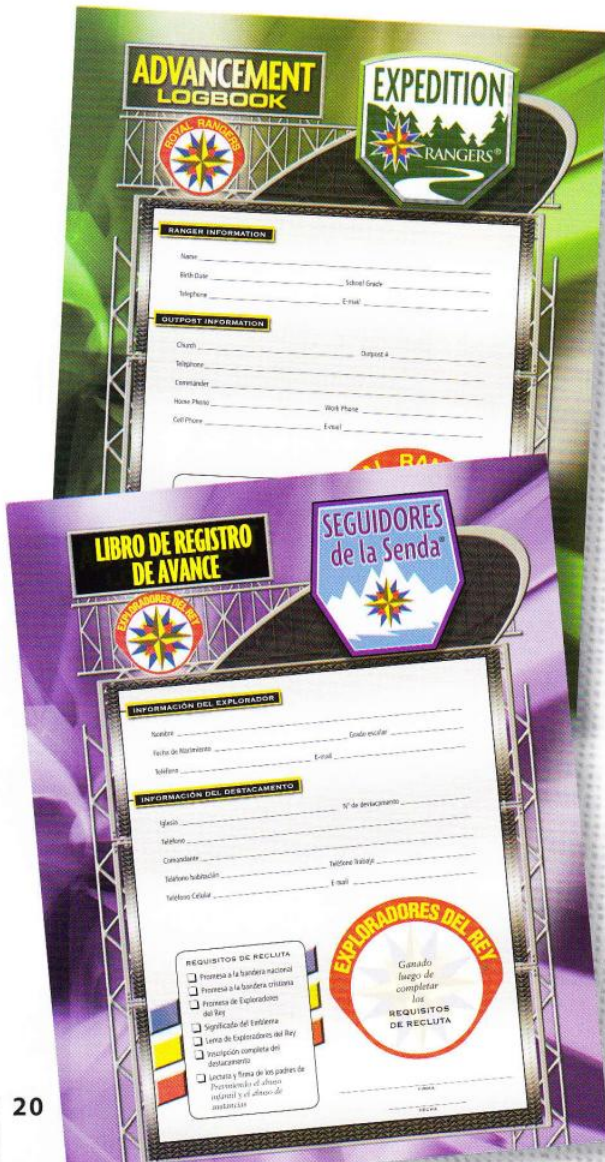 ADVANCEMENT
LOGBOOK
EXPEDITION
RANGERS®
ROYAL RANGERS
RANGER INFORMATION
Name
Birth Date School Grade
Telephone E-mail
OUTPOST INFORMATION
Church Outpost #
Telephone
Commander
Home Phone Work Phone
Cell Phone E-mail
LIBRO DE REGISTRO
DE AVANCE
SEGUIDORES
de la Senda®
EXPLORADORES DEL REY
INFORMACIÓN DEL EXPLORADOR
Nombre
Fecha de Nacimiento Grado escolar
Teléfono E-mail
INFORMACIÓN DEL DESTACAMENTO
Iglesia N° de destacamento
Teléfono
Comandante
Teléfono habitación Teléfono Trabajo
Teléfono Celular E-mail
REQUISITOS DE RECLUTA
Promesa a la bandera nacional
Promesa a la bandera cristiana
Promesa de Exploradores
del Rey
Significado del Emblema
Lema de Exploradores del Rey
Inscripción completa del
destacamento
Lectura y firma de los padres de
Previniendo el abuso
infantil y el abuso de
sustancias
EXPLORADORES DEL REY
Ganado
luego de
completar
los
REQUISITOS
DE RECLUTA
FIRMA
FECHA
20